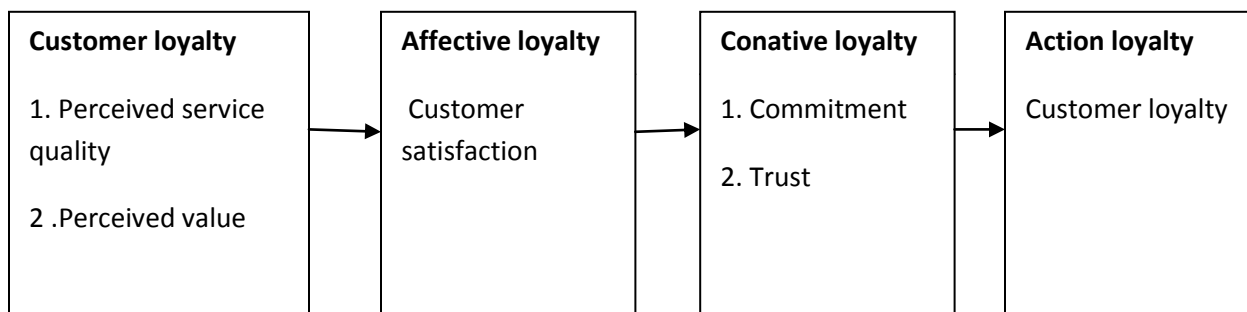 Customer loyalty
1. Perceived service
quality
2 .Perceived value
Affective loyalty
Customer
satisfaction
Conative loyalty
1. Commitment
2. Trust
Action loyalty
Customer loyalty